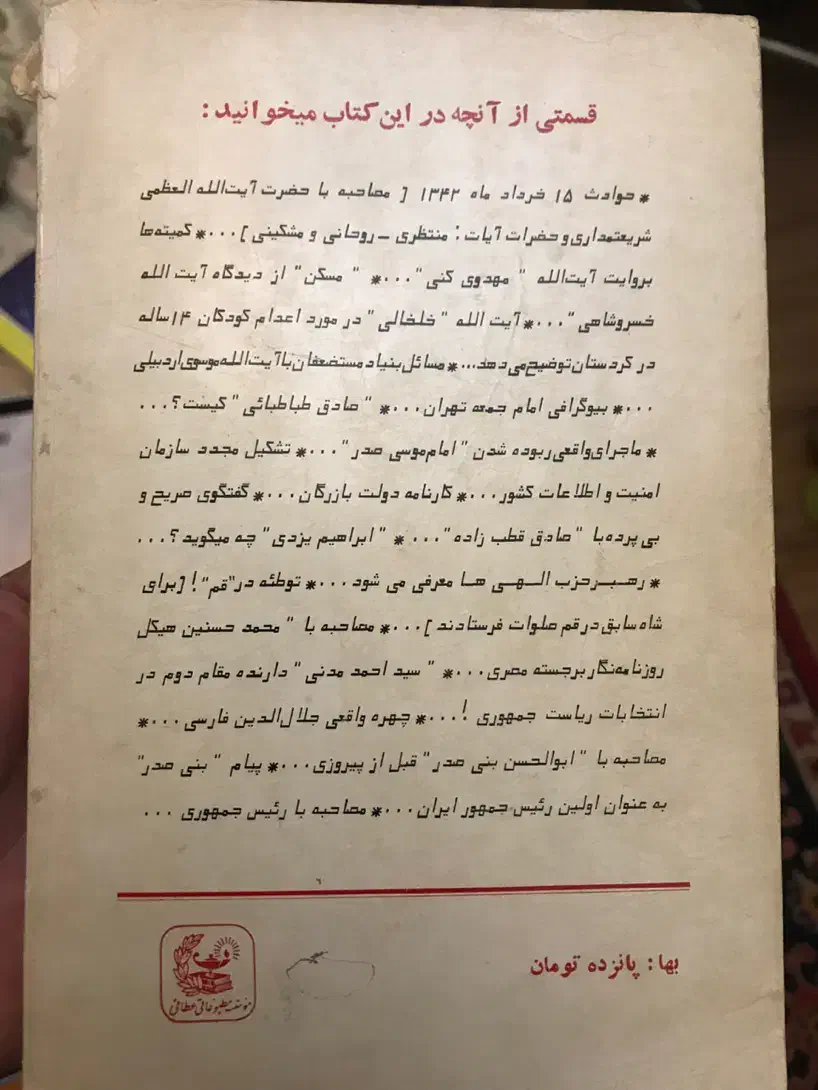 قسمتی از آنچه در این کتاب میخوانید:
* حوادث ۱۵ خرداد ماه ۱۳۴۲ [ مصاحبه با حضرت آیت‌الله العظمی
شریعتمداری و حضرات آیات: منتظری – روحانی و مشکینی ]...* کمیته‌ها
بروایت آیت‌الله " مهدوی کنی"...* " مسکن" از دیدگاه آیت الله
خسروشاهی"...* آیت الله "خلخالی" در مورد اعدام کودکان ۱۴ ساله
در کردستان توضیح می‌دهد...* مسائل بنیاد مستضعفان با آیت‌الله موسوی اردبیلی
...* بیوگرافی امام جمعه تهران...* "صادق طباطبائی" کیست؟...
* ماجرای واقعی ربوده شدن "امام موسی صدر"...* تشکیل مجدد سازمان
امنیت و اطلاعات کشور...* کارنامه دولت بازرگان...* گفتگوی صریح و
بی پرده با "صادق قطب زاده"... * "ابراهیم یزدی" چه میگوید؟...
* رهبر حزب الهی ها معرفی می شود...* توطئه در "قم"! [برای
شاه سابق در قم صلوات فرستادند]...* مصاحبه با " محمد حسنین هیکل
روزنامه‌نگار برجسته مصری...* " سید احمد مدنی" دارنده مقام دوم در
انتخابات ریاست جمهوری !...* چهره واقعی جلال‌الدین فارسی...*
مصاحبه با "ابوالحسن بنی صدر" قبل از پیروزی...* پیام " بنی صدر"
به عنوان اولین رئیس جمهور ایران...* مصاحبه با رئیس جمهوری ...
بها: پانزده تومان
موسسه مطبوعاتی عطائی